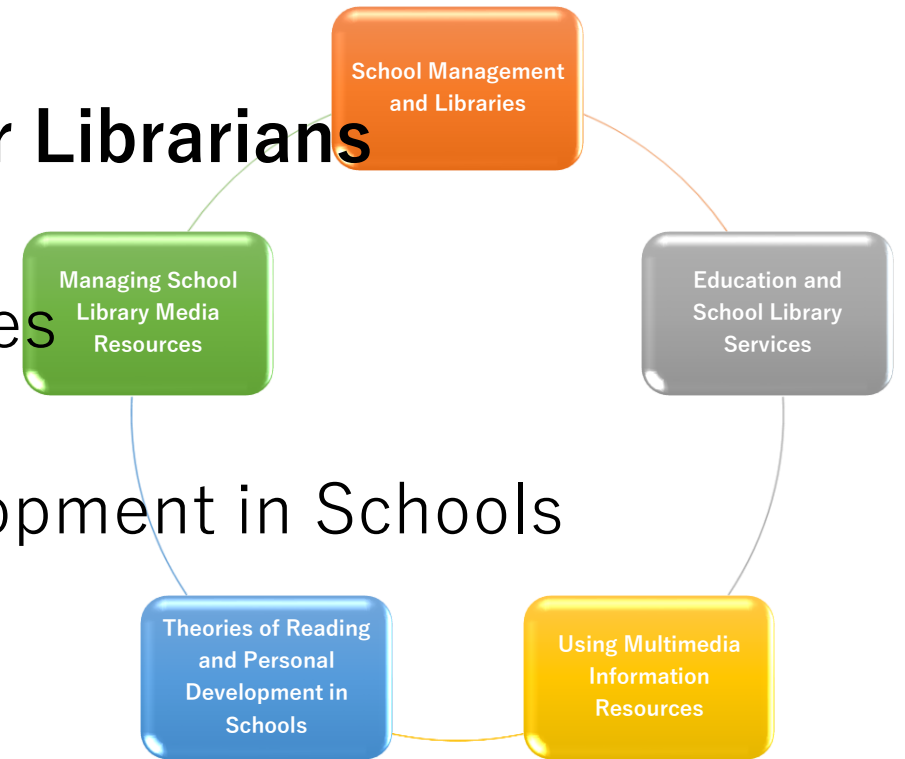 School Management
and Libraries
r Librarians
Managing School
Library Media
Resources
Education and
School Library
Services
es
opment in Schools
Theories of Reading
and Personal
Development in
Schools
Using Multimedia
Information
Resources